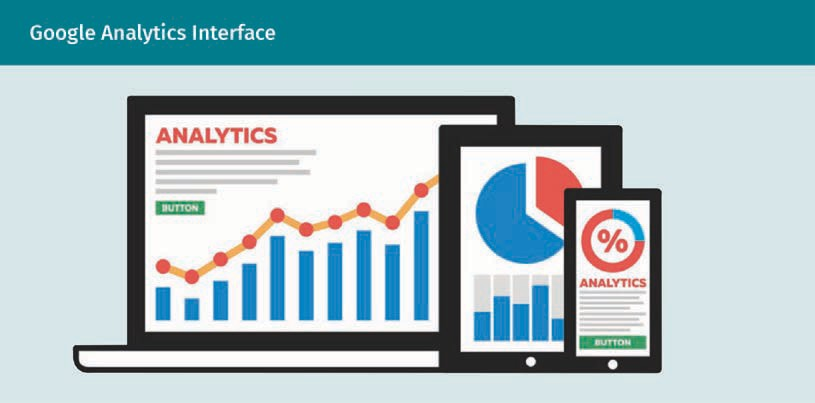 Google Analytics Interface
ANALYTICS
BUTTON
%
ANALYTICS
BUTTON